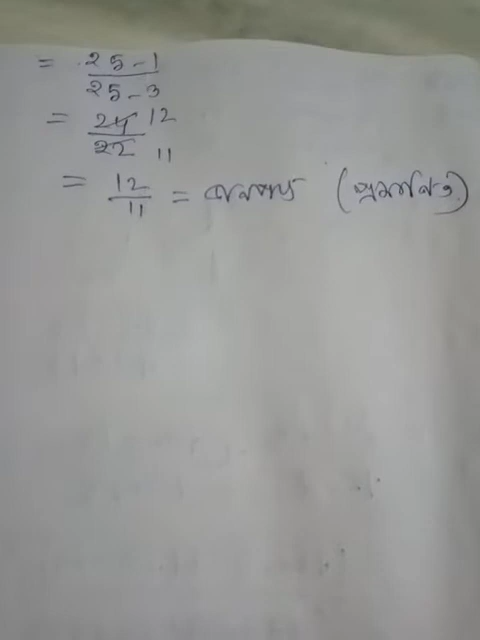 = 25-1 / 25-3
= 24 / 22 12 11
= 12 / 11 = ডানপক্ষ (প্রমাণিত)